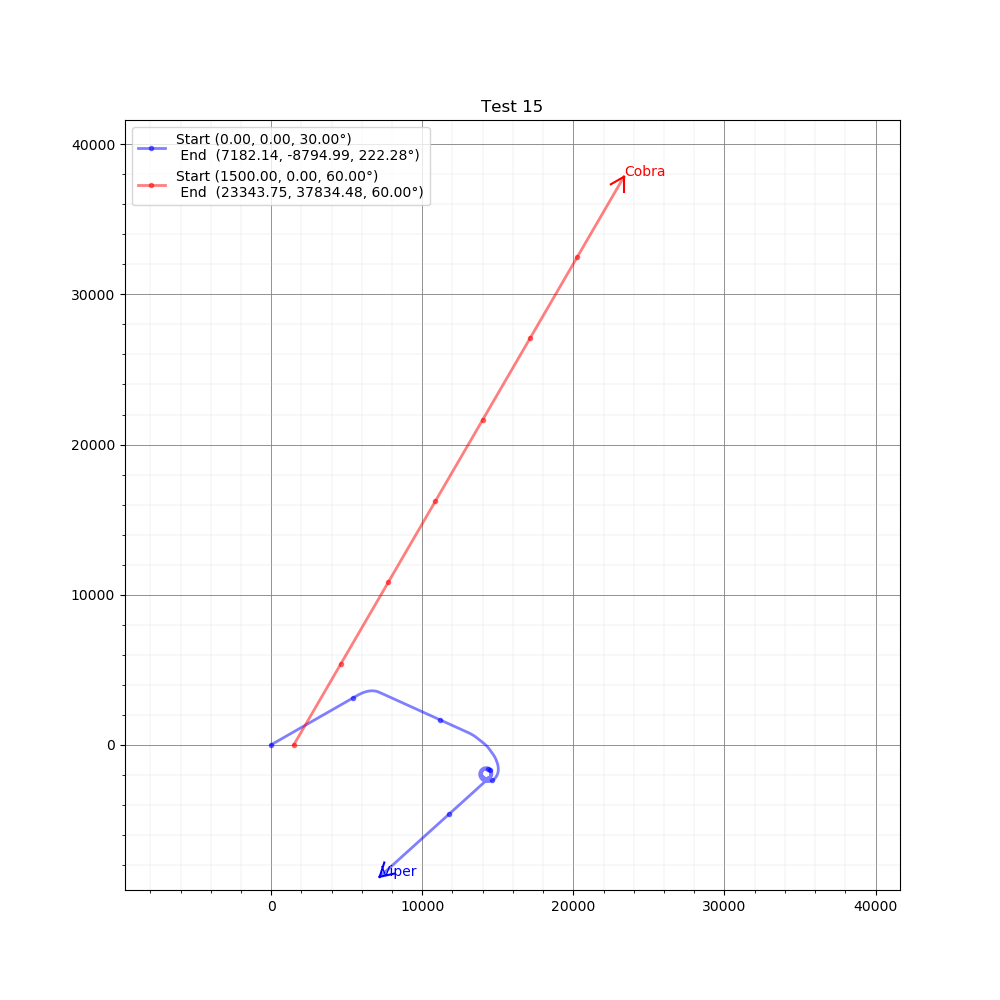 Test 15
Start (0.00, 0.00, 30.00°)
End  (7182.14, -8794.99, 222.28°)
Start (1500.00, 0.00, 60.00°)
End  (23343.75, 37834.48, 60.00°)
40000
30000
20000
10000
0
Cobra
Viper
0
10000
20000
30000
40000